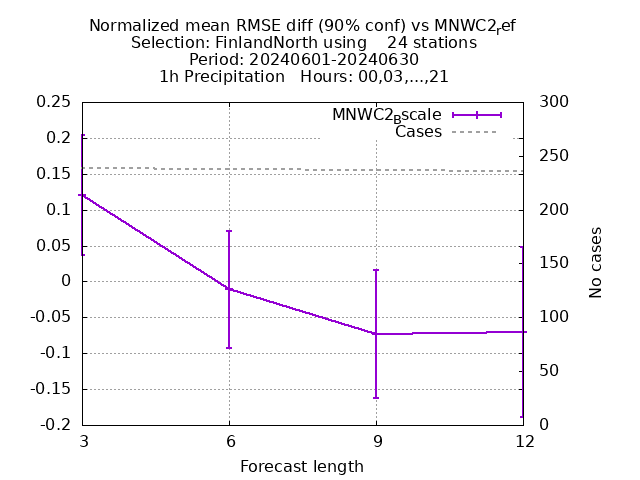 Normalized mean RMSE diff (90% conf) vs MNWC2ref
Selection: FinlandNorth using 24 stations
Period: 20240601-20240630
1h Precipitation Hours: 00,03,...,21
MNWC2Bscale
Cases
0.25
0.2
0.15
0.1
0.05
0
-0.05
-0.1
-0.15
-0.2
300
250
200
150
100
50
0
No cases
3 6 9 12
Forecast length